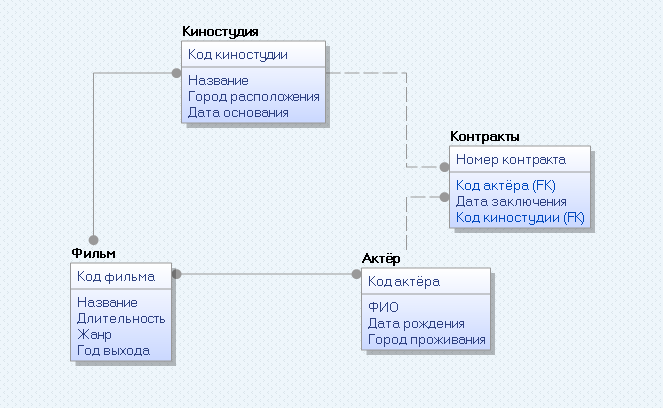 Киностудия
Код киностудии
Название
Город расположения
Дата основания
Контракты
Номер контракта
Код актёра (FK)
Дата заключения
Код киностудии (FK)
Фильм
Код фильма
Название
Длительность
Жанр
Год выхода
Актёр
Код актёра
ФИО
Дата рождения
Город проживания